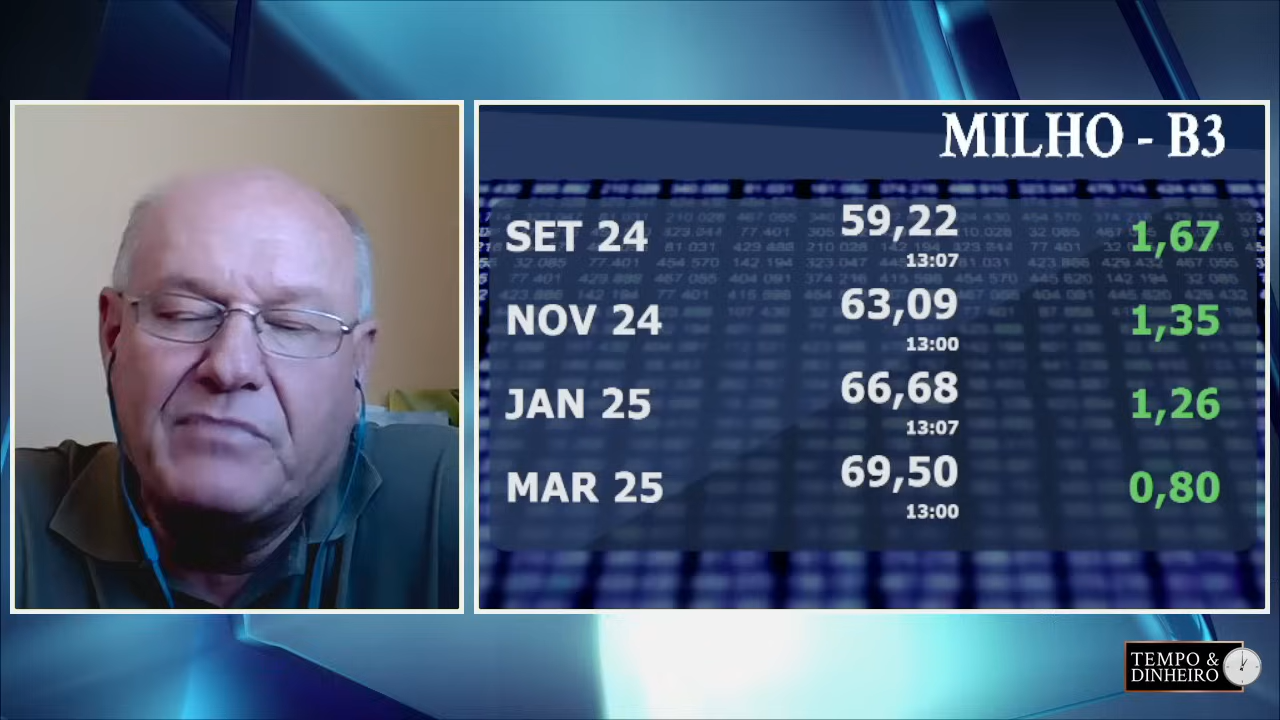 MILHO - B3
SET 24 59,22 1,67
13:07
NOV 24 63,09 1,35
13:00
JAN 25 66,68 1,26
13:07
MAR 25 69,50 0,80
13:00
TEMPO &
DINHEIRO